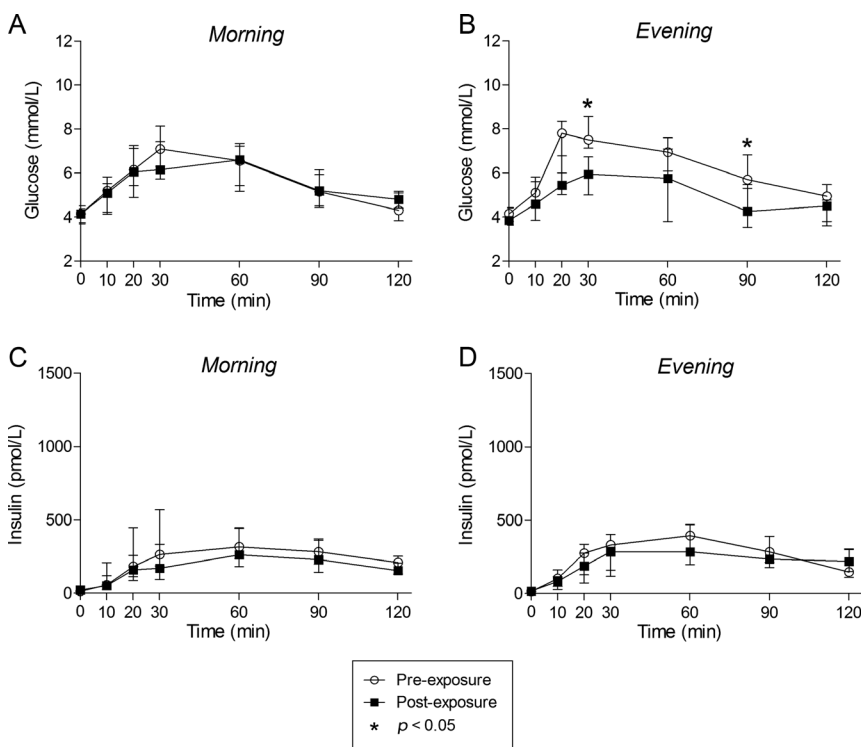 A
Morning
Glucose (mmol/L)
12
10
8
6
4
2
0 10 20 30 60 90 120
Time (min)
B
Evening
Glucose (mmol/L)
12
10
8
6
4
2
*
*
0 10 20 30 60 90 120
Time (min)
C
Morning
Insulin (pmol/L)
1500
1000
500
0
0 10 20 30 60 90 120
Time (min)
D
Evening
Insulin (pmol/L)
1500
1000
500
0
0 10 20 30 60 90 120
Time (min)
Pre-exposure
Post-exposure
* p < 0.05